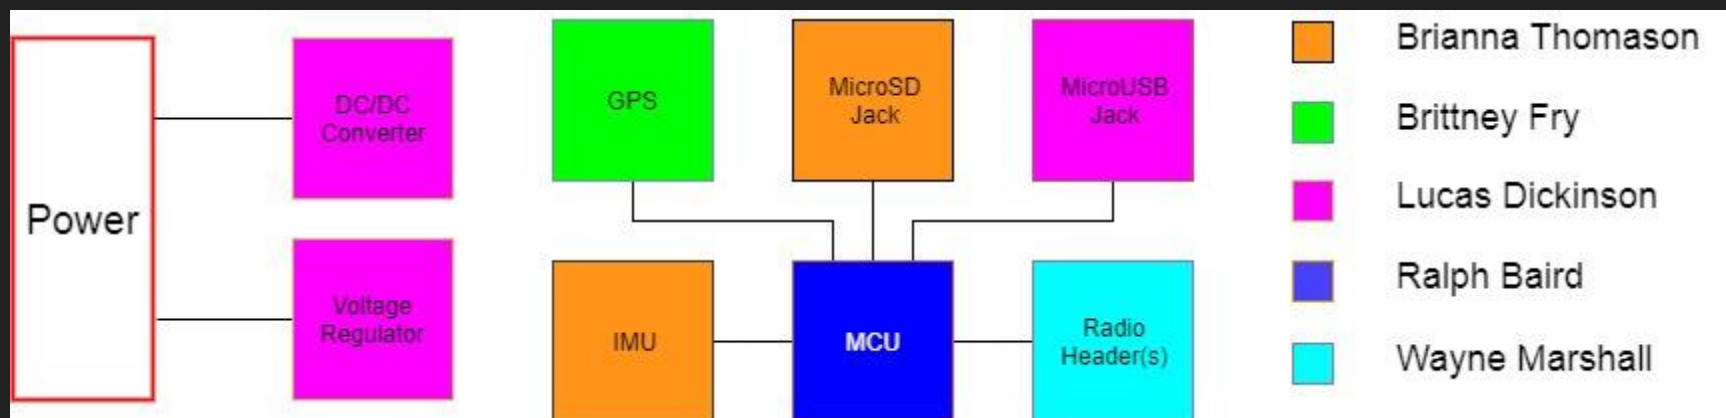 Power
DC/DC
Converter
Voltage
Regulator
GPS
MicroSD
Jack
MicroUSB
Jack
IMU
MCU
Radio
Header(s)
Brianna Thomason
Brittney Fry
Lucas Dickinson
Ralph Baird
Wayne Marshall